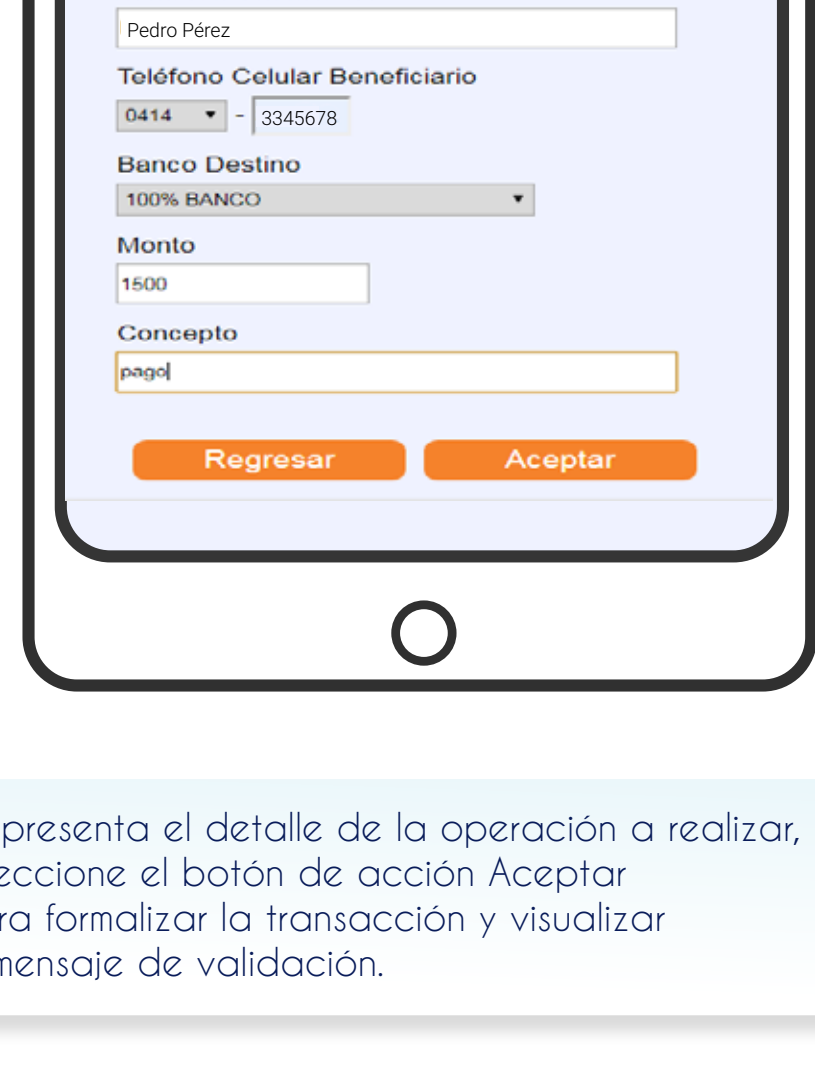 Pedro Pérez
Teléfono Celular Beneficiario
0414 - 3345678
Banco Destino
100% BANCO
Monto
1500
Concepto
pago
Regresar Aceptar
presenta el detalle de la operación a realizar,
eccione el botón de acción Aceptar
ra formalizar la transacción y visualizar
mensaje de validación.